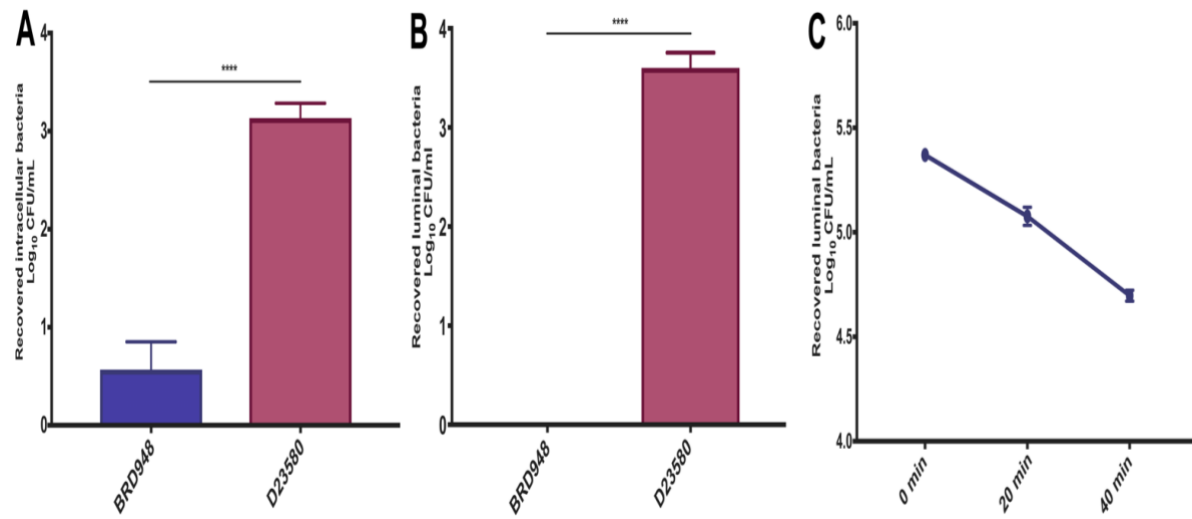 A
Recovered intracellular bacteria
Log₁₀ CFU/mL
4
3
2
1
0
****
BRD948
D23580
B
Recovered luminal bacteria
Log₁₀ CFU/ml
4
3
2
1
0
****
BRD948
D23580
C
Recovered luminal bacteria
Log₁₀ CFU/mL
6.0
5.5
5.0
4.5
4.0
0 min
20 min
40 min